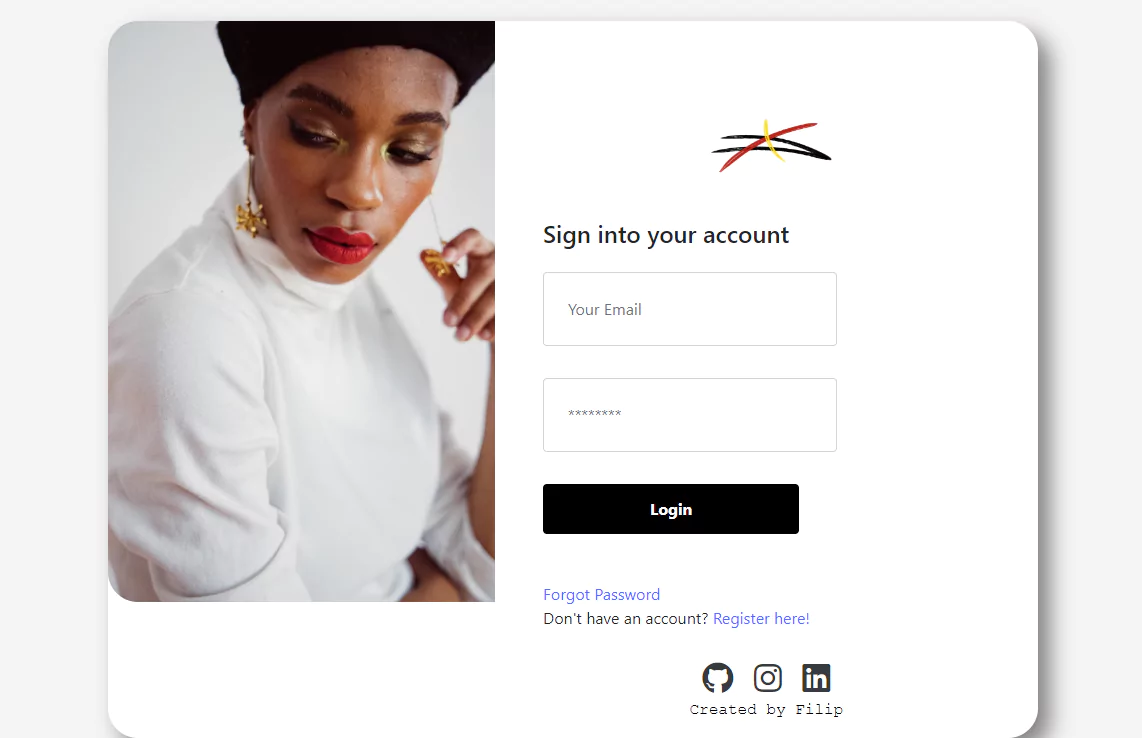 Sign into your account
Your Email
********
Login
Forgot Password
Don't have an account? Register here!
Created by Filip